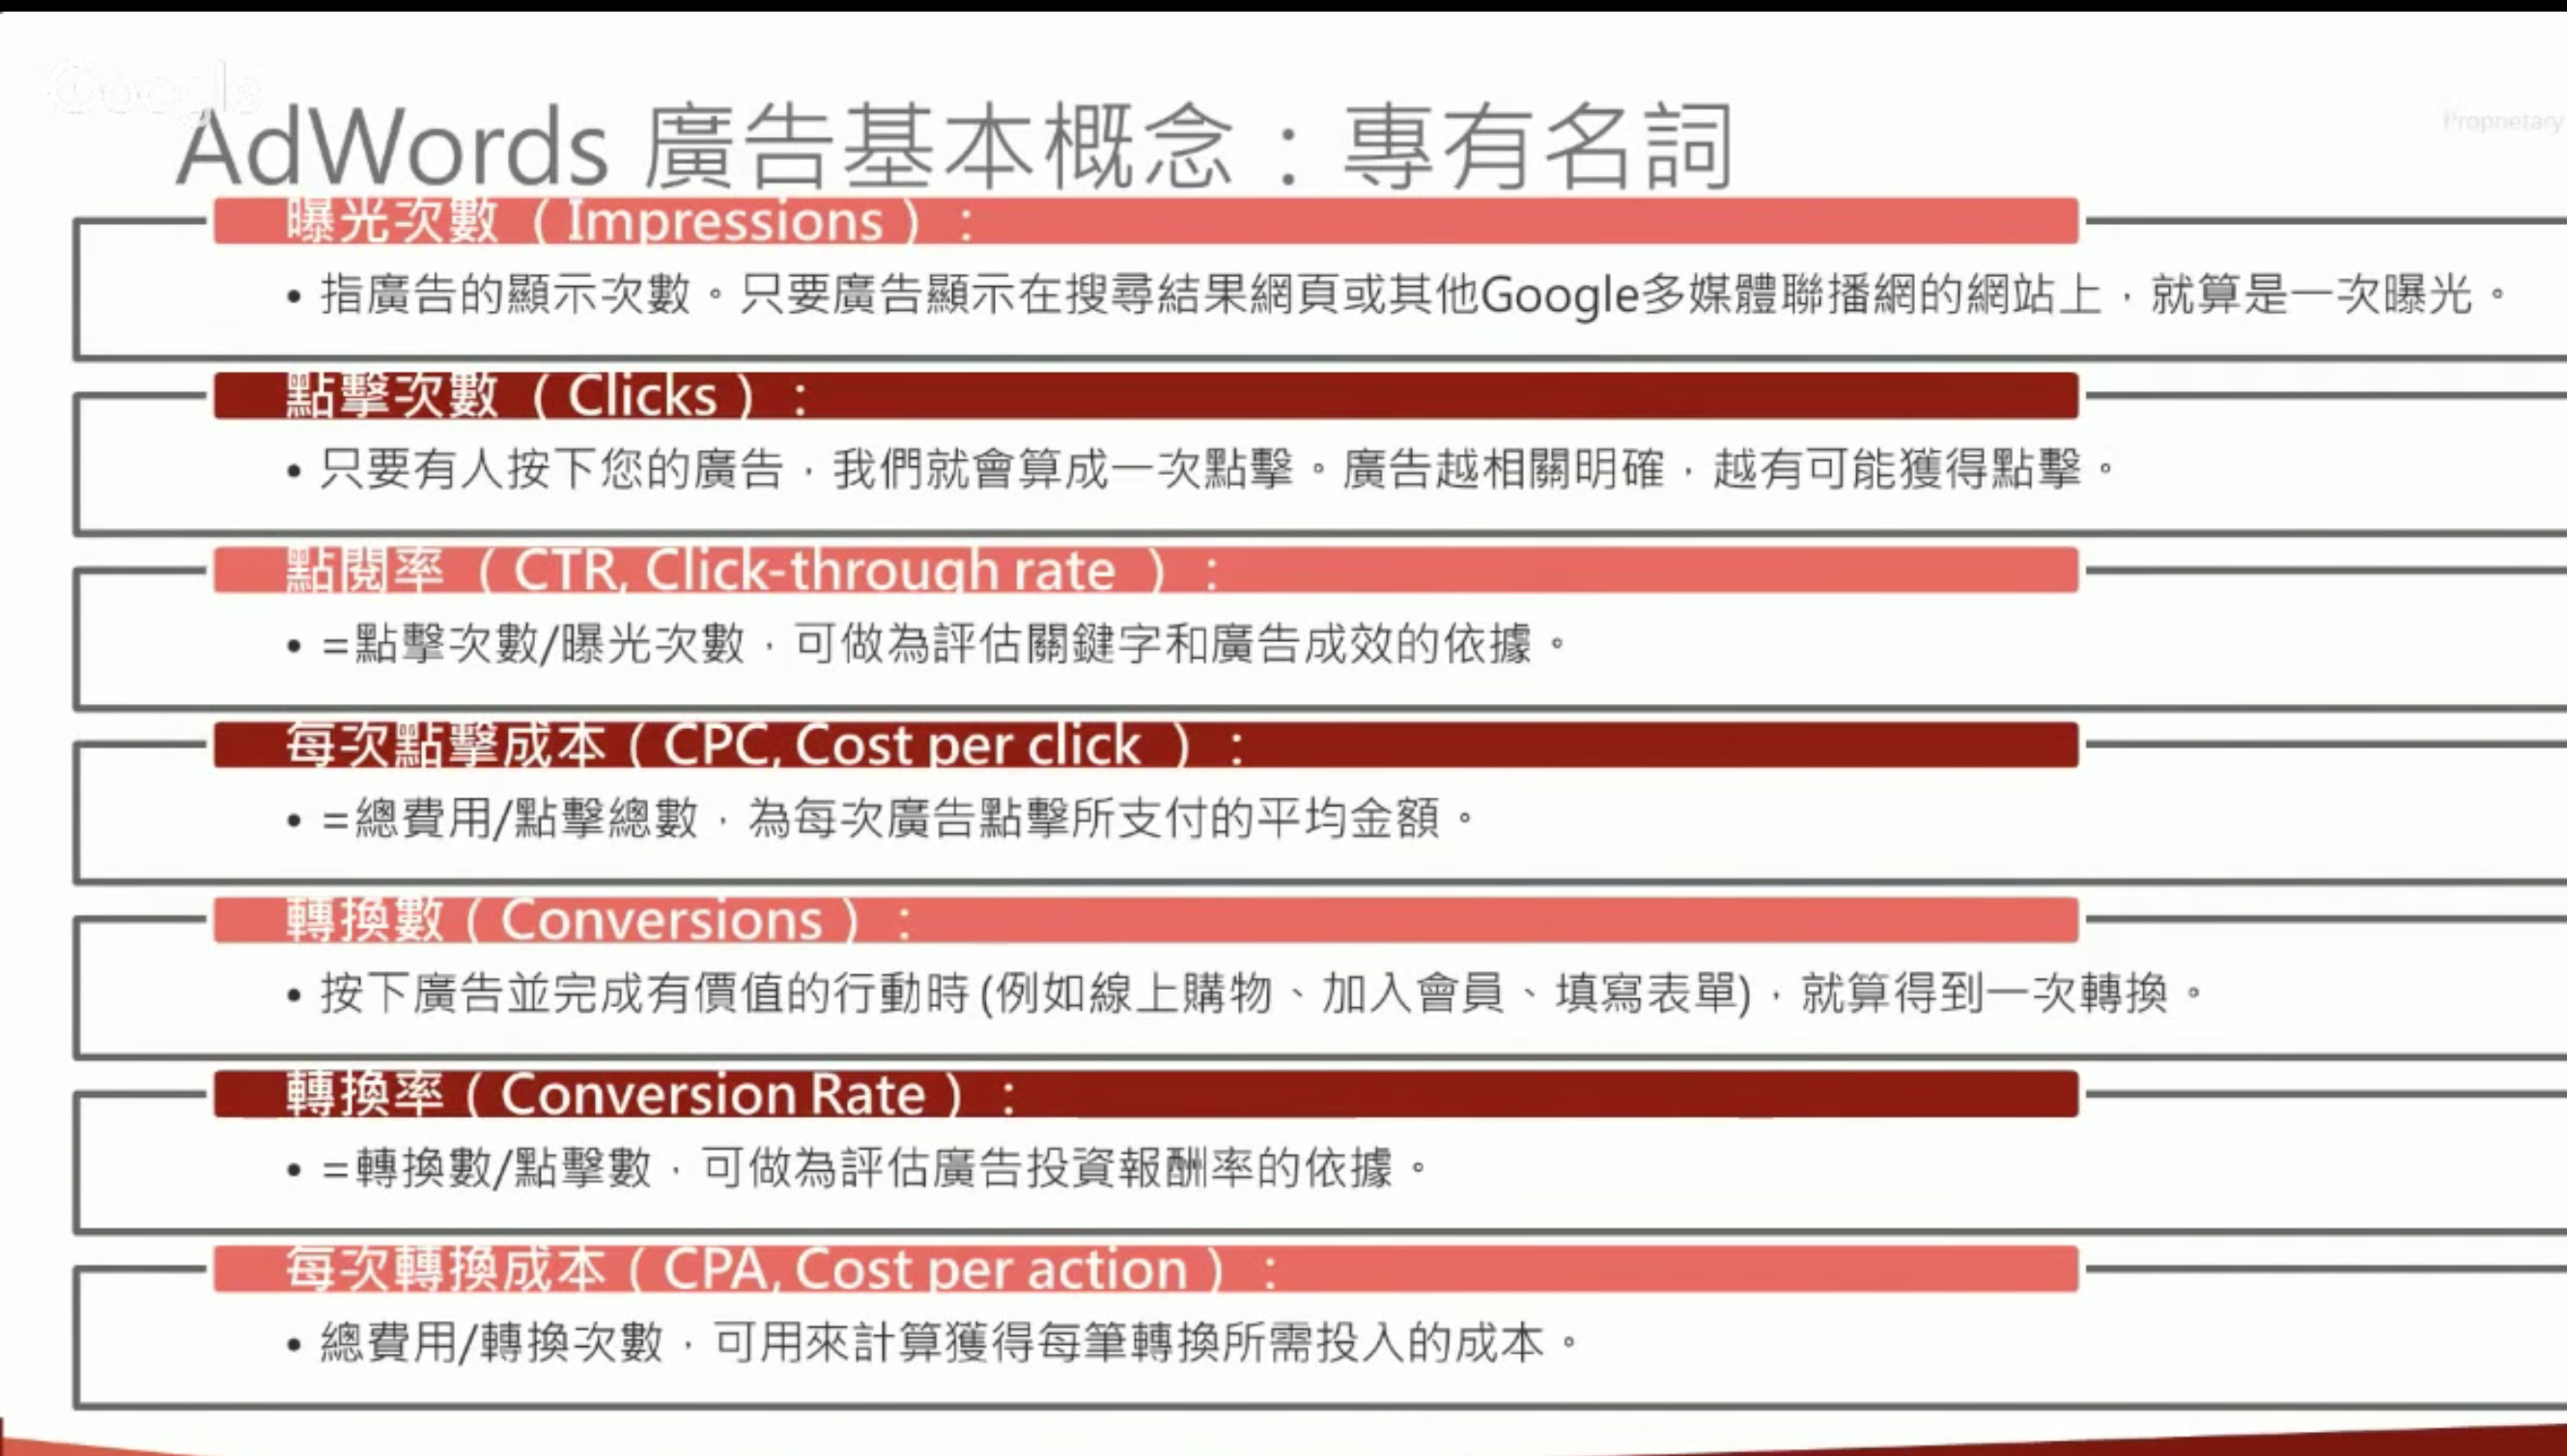 Google
Proprietary
AdWords 廣告基本概念：專有名詞
曝光次數（Impressions）：
• 指廣告的顯示次數。只要廣告顯示在搜尋結果網頁或其他Google多媒體聯播網的網站上，就算是一次曝光。
點擊次數（Clicks）：
• 只要有人按下您的廣告，我們就會算成一次點擊。廣告越相關明確，越有可能獲得點擊。
點閱率（CTR, Click-through rate ）：
• =點擊次數/曝光次數，可做為評估關鍵字和廣告成效的依據。
每次點擊成本（CPC, Cost per click ）：
• =總費用/點擊總數，為每次廣告點擊所支付的平均金額。
轉換數（Conversions）：
• 按下廣告並完成有價值的行動時 (例如線上購物、加入會員、填寫表單)，就算得到一次轉換。
轉換率（Conversion Rate）：
• =轉換數/點擊數，可做為評估廣告投資報酬率的依據。
每次轉換成本（CPA, Cost per action）：
• 總費用/轉換次數，可用來計算獲得每筆轉換所需投入的成本。